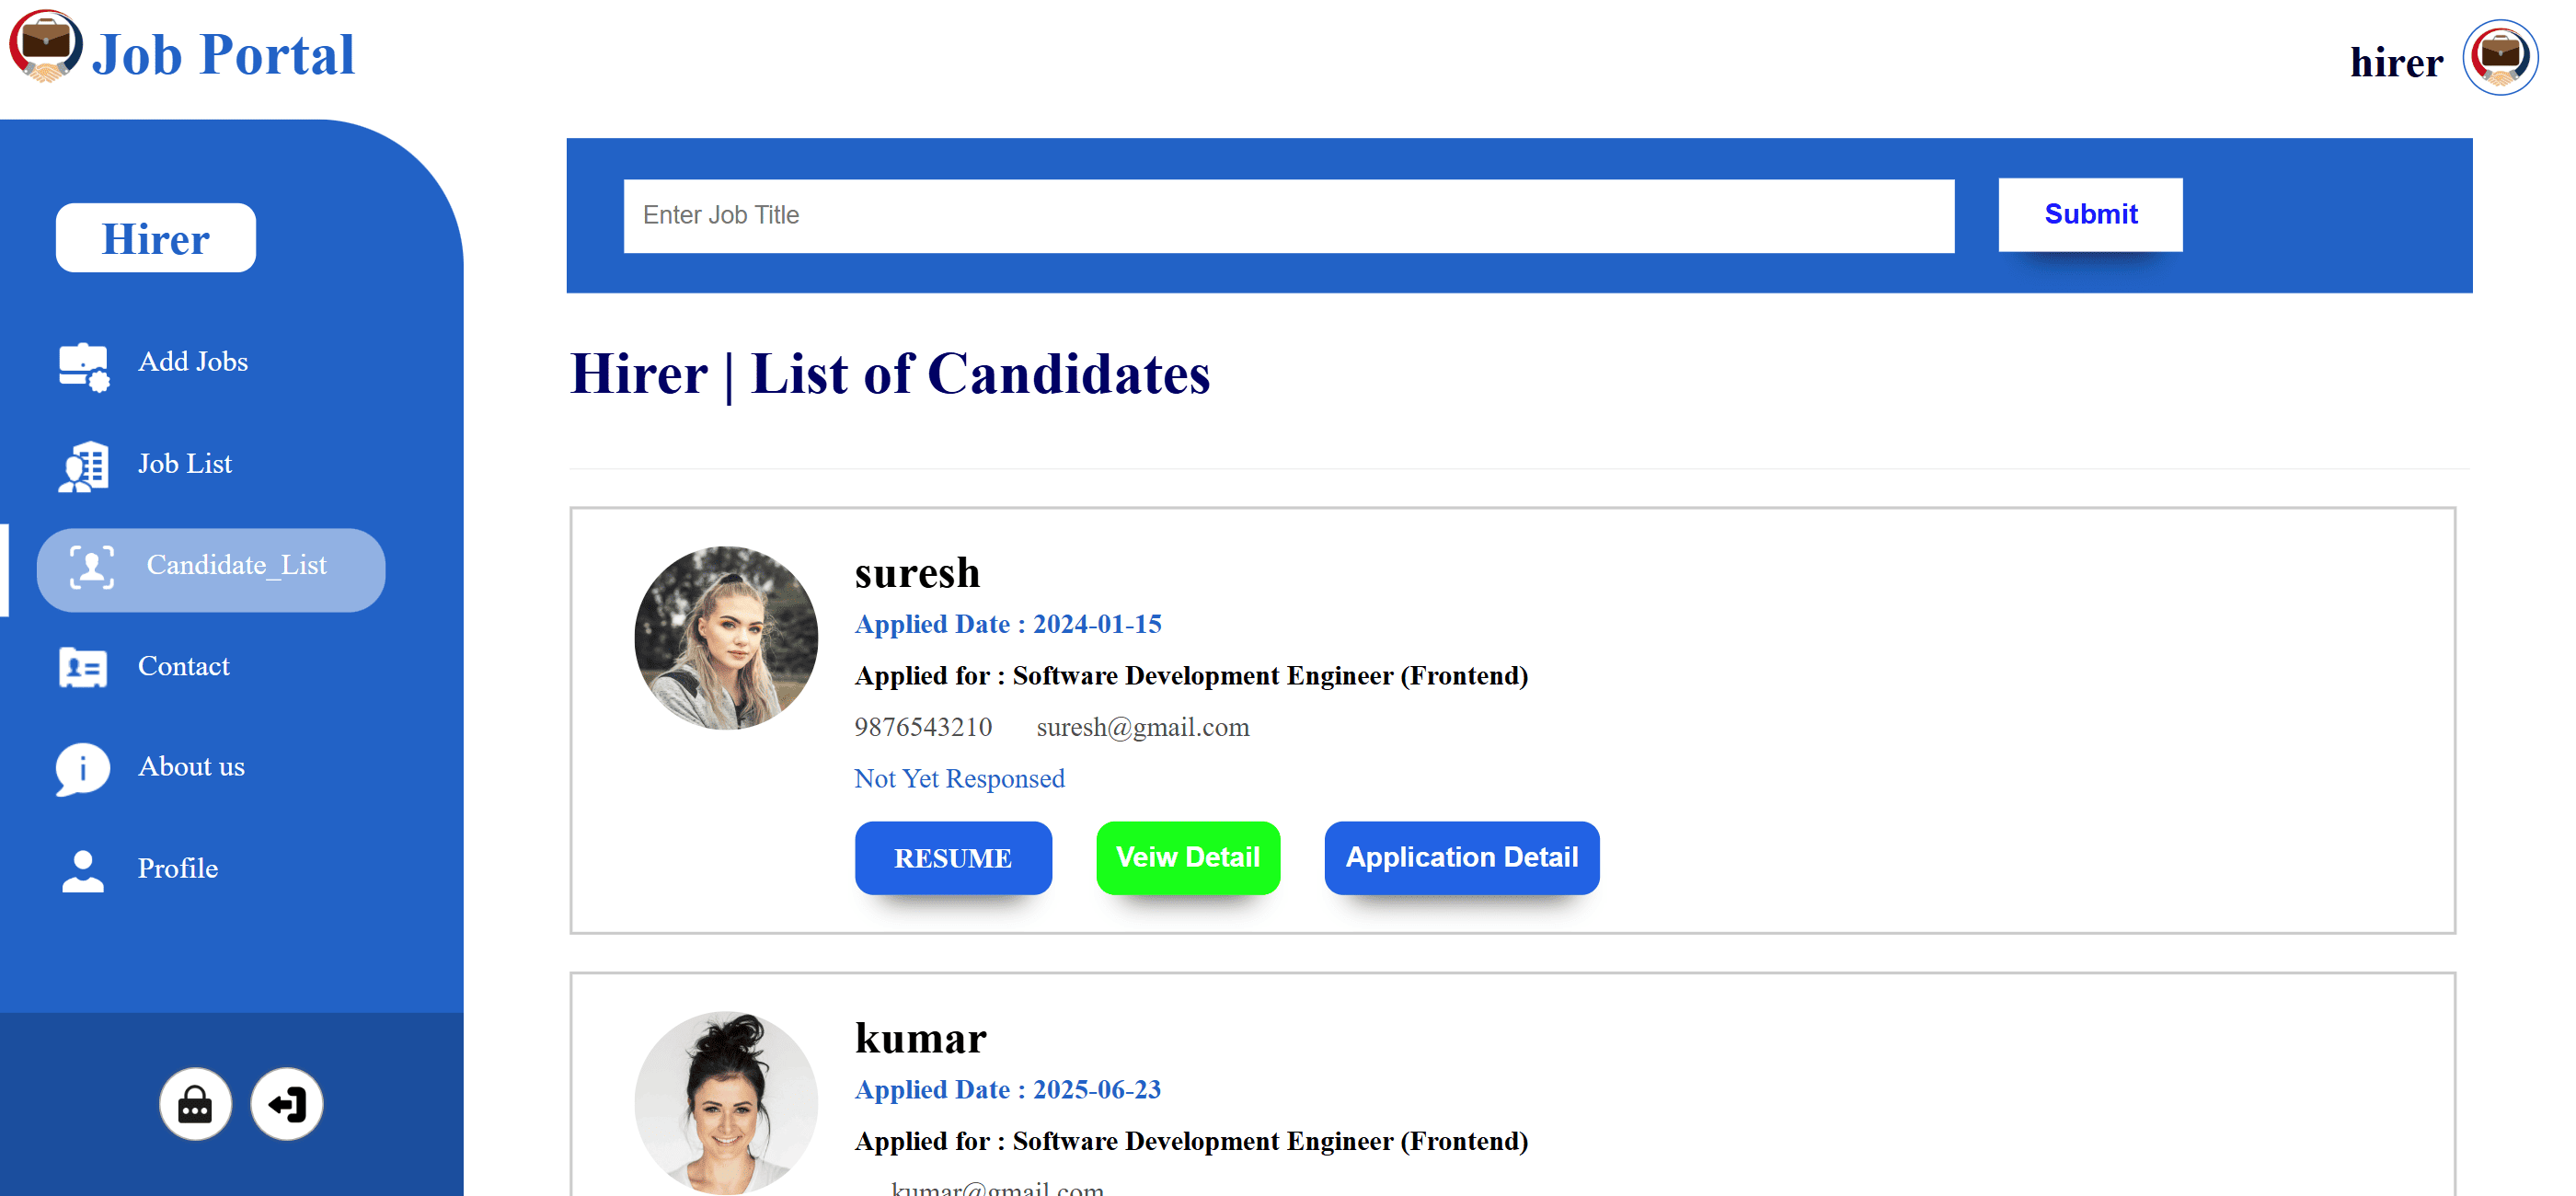 Job Portal
hirer
Hirer
Add Jobs
Job List
Candidate_List
Contact
About us
Profile
Enter Job Title
Submit
Hirer | List of Candidates
suresh
Applied Date : 2024-01-15
Applied for : Software Development Engineer (Frontend)
9876543210 suresh@gmail.com
Not Yet Responsed
RESUME
Veiw Detail
Application Detail
kumar
Applied Date : 2025-06-23
Applied for : Software Development Engineer (Frontend)
kumar@gmail.com